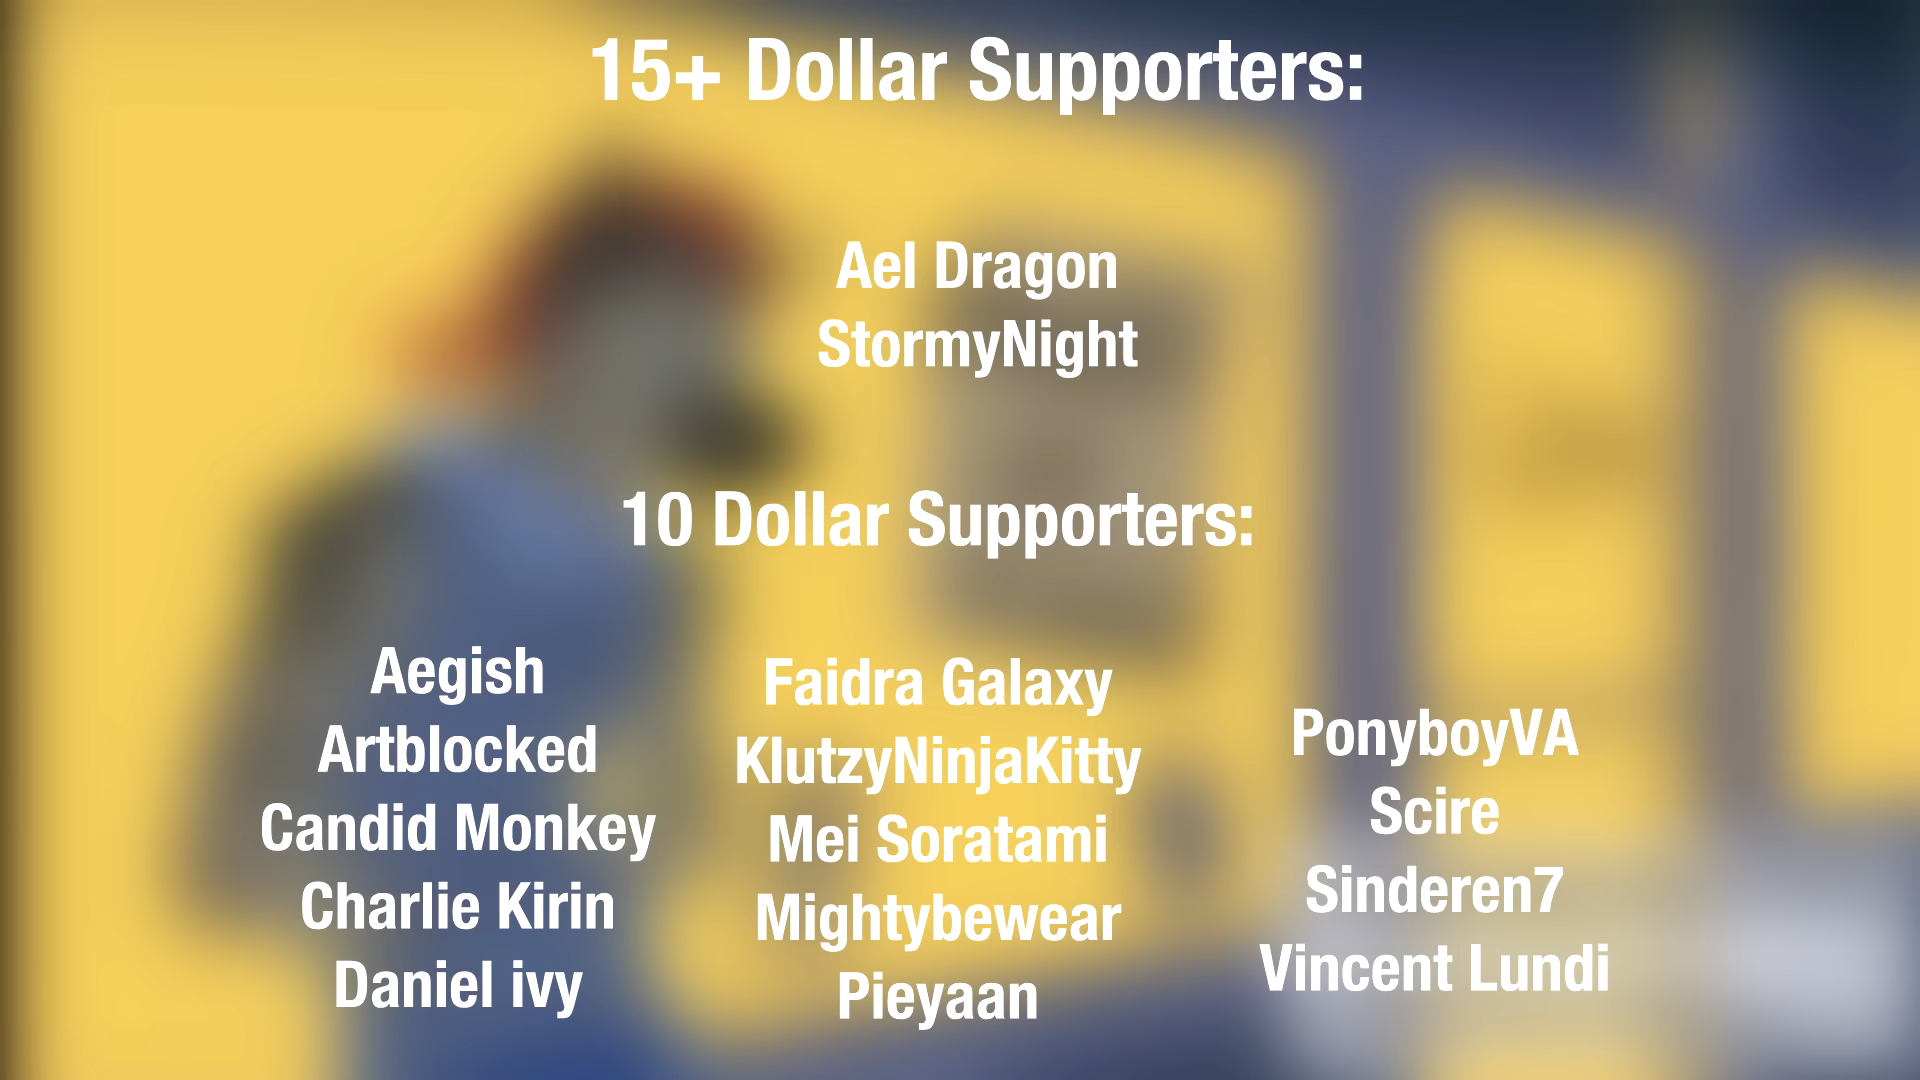 15+ Dollar Supporters:
Ael Dragon
StormyNight
10 Dollar Supporters:
Aegish
Artblocked
Candid Monkey
Charlie Kirin
Daniel ivy
Faidra Galaxy
KlutzyNinjaKitty
Mei Soratami
Mightybewear
Pieyaan
PonyboyVA
Scire
Sinderen7
Vincent Lundi